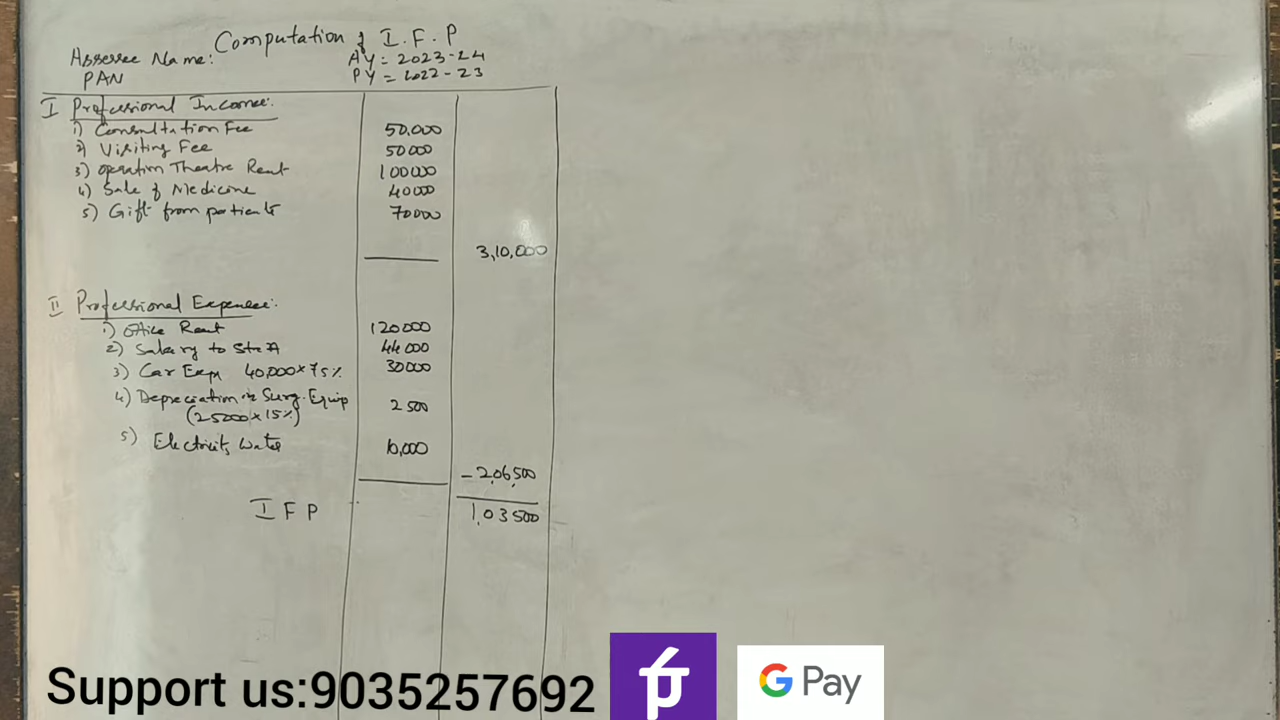 Computation of I.F.P
Assessee Name: AY = 2023-24
PAN PY = 2022-23
I Professional Income:
1) Consultation Fee 50,000
2) Visiting Fee 50000
3) operation Theatre Rent 100000
4) Sale of Medicine 40000
5) Gift from patients 70000
3,10,000
II Professional Expenses:
1) Office Rent 120000
2) Salary to Staff 44000
3) Car Exp 40,000 x 75% 30000
4) Depreciation Surg. Equip 2500
(25000 x 15%)
5) Electricity Water 10,000
- 2,06,500
I F P 1,03500
Support us:9035257692
G Pay